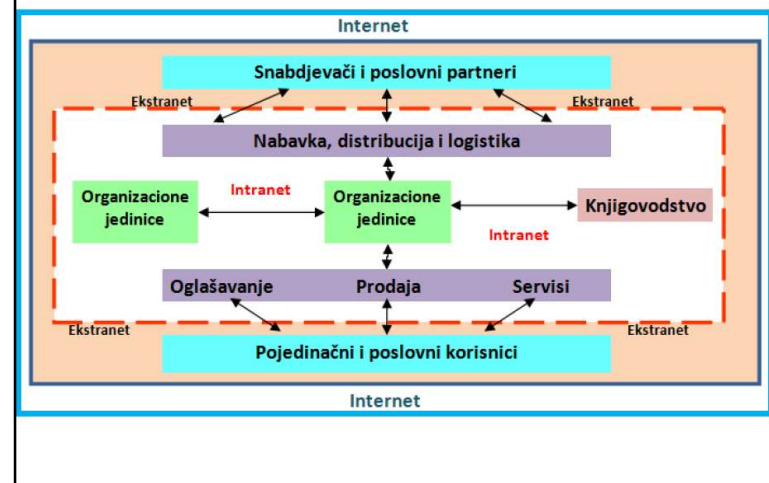 Internet
Snabdjevači i poslovni partneri
Ekstranet
Ekstranet
Nabavka, distribucija i logistika
Organizacione
jedinice
Intranet
Organizacione
jedinice
Intranet
Knjigovodstvo
Oglašavanje
Prodaja
Servisi
Ekstranet
Ekstranet
Pojedinačni i poslovni korisnici
Internet